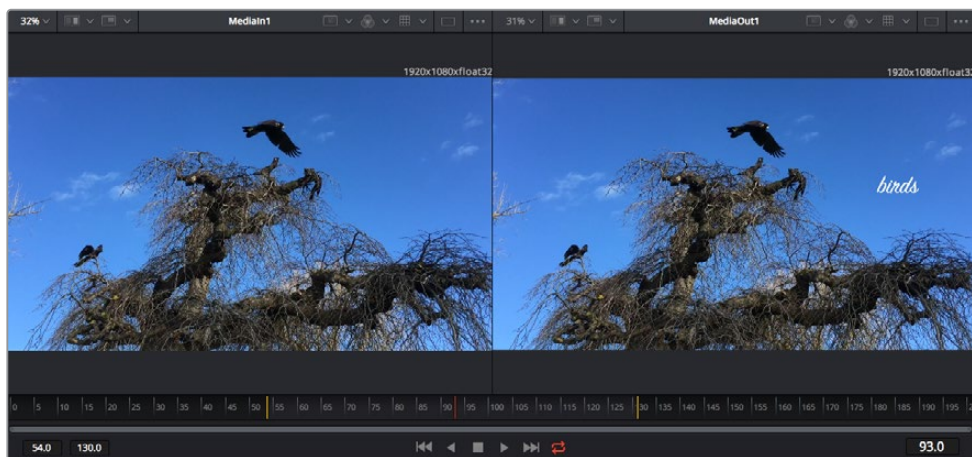 32% MediaIn1 31% MediaOut1
1920x1080xfloat32 1920x1080xfloat32
birds
0 5 10 15 20 25 30 35 40 45 50 55 60 65 70 75 80 85 90 95 100 105 110 115 120 125 130 135 140 145 150 155 160 165 170 175 180 185 190 195
54.0 130.0 93.0